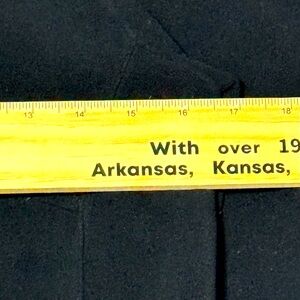 13 14 15 16 17 18
With over 19
Arkansas, Kansas,